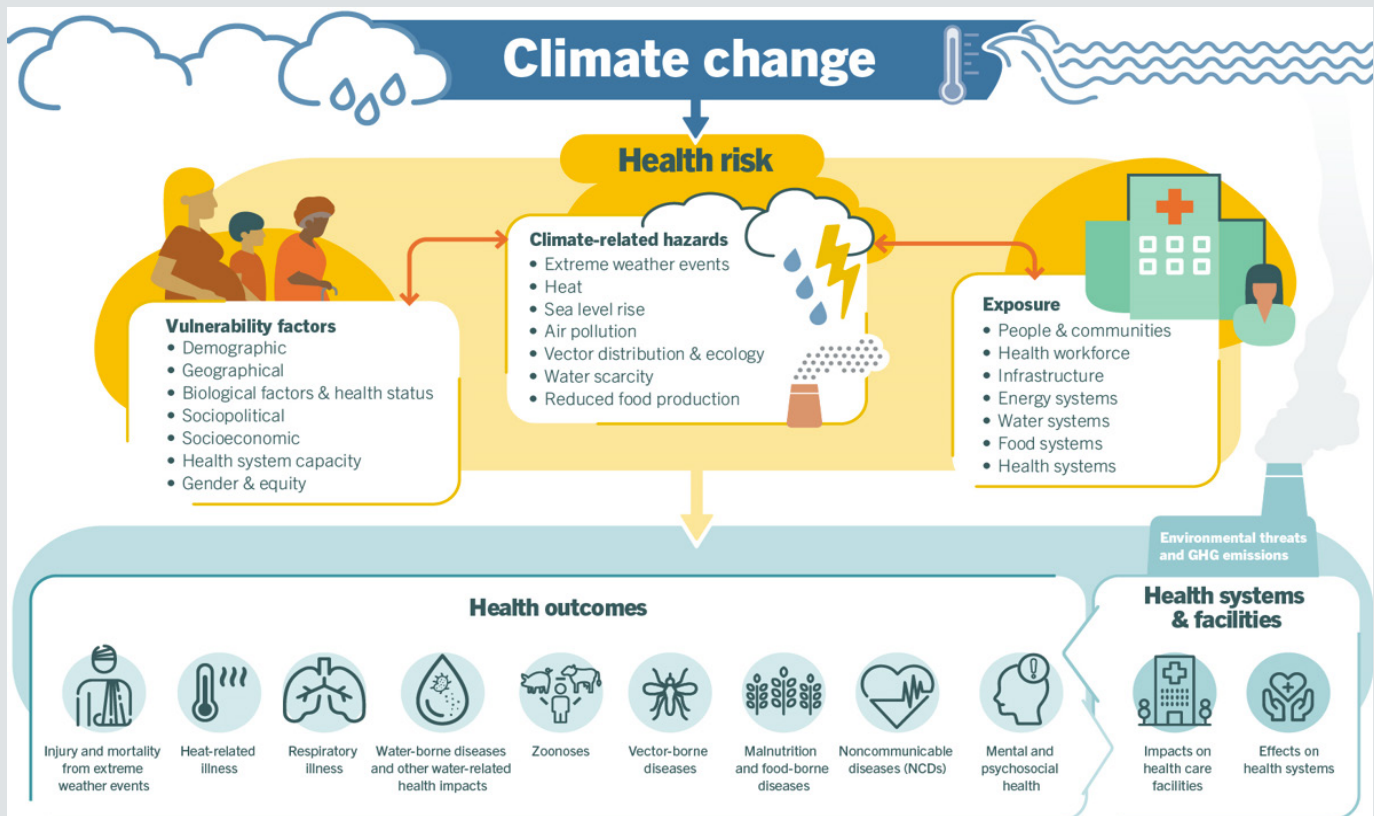 Climate change
Health risk
Climate-related hazards
• Extreme weather events
• Heat
• Sea level rise
• Air pollution
• Vector distribution & ecology
• Water scarcity
• Reduced food production
Vulnerability factors
• Demographic
• Geographical
• Biological factors & health status
• Sociopolitical
• Socioeconomic
• Health system capacity
• Gender & equity
Exposure
• People & communities
• Health workforce
• Infrastructure
• Energy systems
• Water systems
• Food systems
• Health systems
Environmental threats
and GHG emissions
Health outcomes
Injury and mortality
from extreme
weather events
Heat-related
illness
Respiratory
illness
Water-borne diseases
and other water-related
health impacts
Zoonoses
Vector-borne
diseases
Malnutrition
and food-borne
diseases
Noncommunicable
diseases (NCDs)
Mental and
psychosocial
health
Health systems
& facilities
Impacts on
health care
facilities
Effects on
health systems